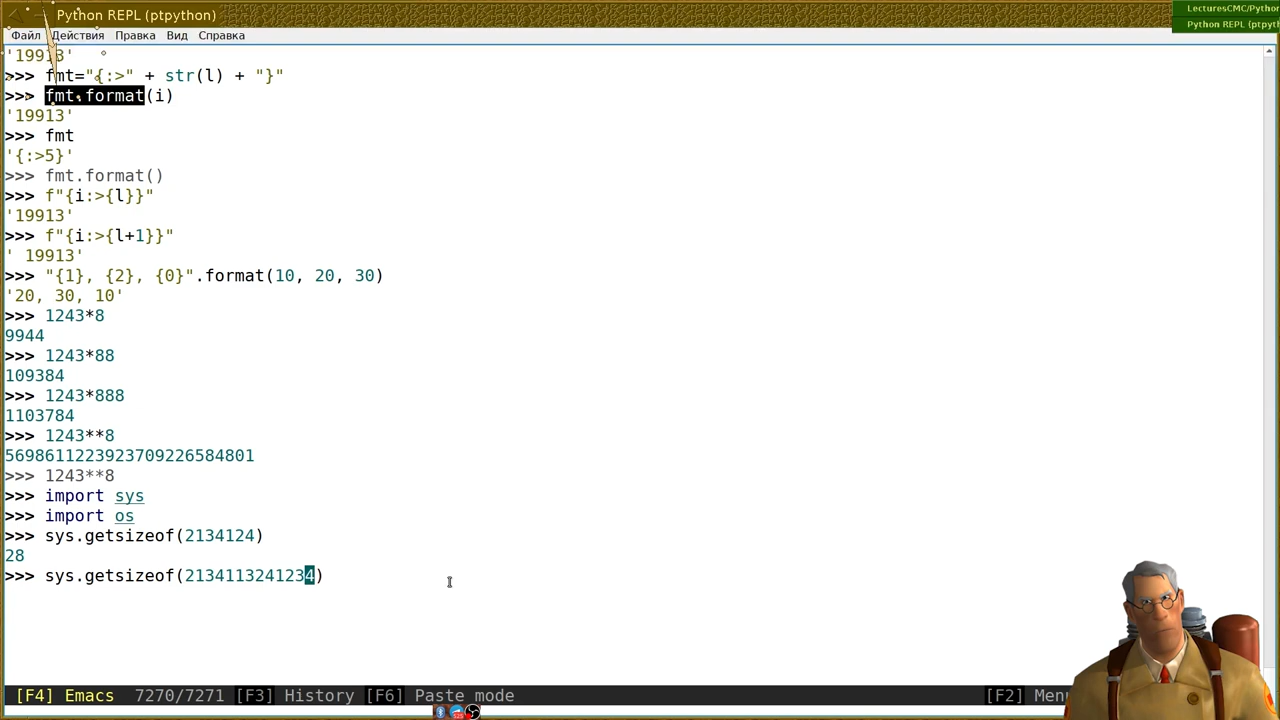 Python REPL (ptpython)
LecturesCMC/Python
Python REPL (ptpyt
Файл Действия Правка Вид Справка
'19913'
>>> fmt="{:>" + str(l) + "}"
>>> fmt.format(i)
'19913'
>>> fmt
'{:>5}'
>>> fmt.format()
>>> f"{i:>{l}}"
'19913'
>>> f"{i:>{l+1}}"
' 19913'
>>> "{1}, {2}, {0}".format(10, 20, 30)
'20, 30, 10'
>>> 1243*8
9944
>>> 1243*88
109384
>>> 1243*888
1103784
>>> 1243**8
5698611223923709226584801
>>> 1243**8
>>> import sys
>>> import os
>>> sys.getsizeof(2134124)
28
>>> sys.getsizeof(2134113241234)
[F4] Emacs 7270/7271 [F3] History [F6] Paste mode [F2] Menu